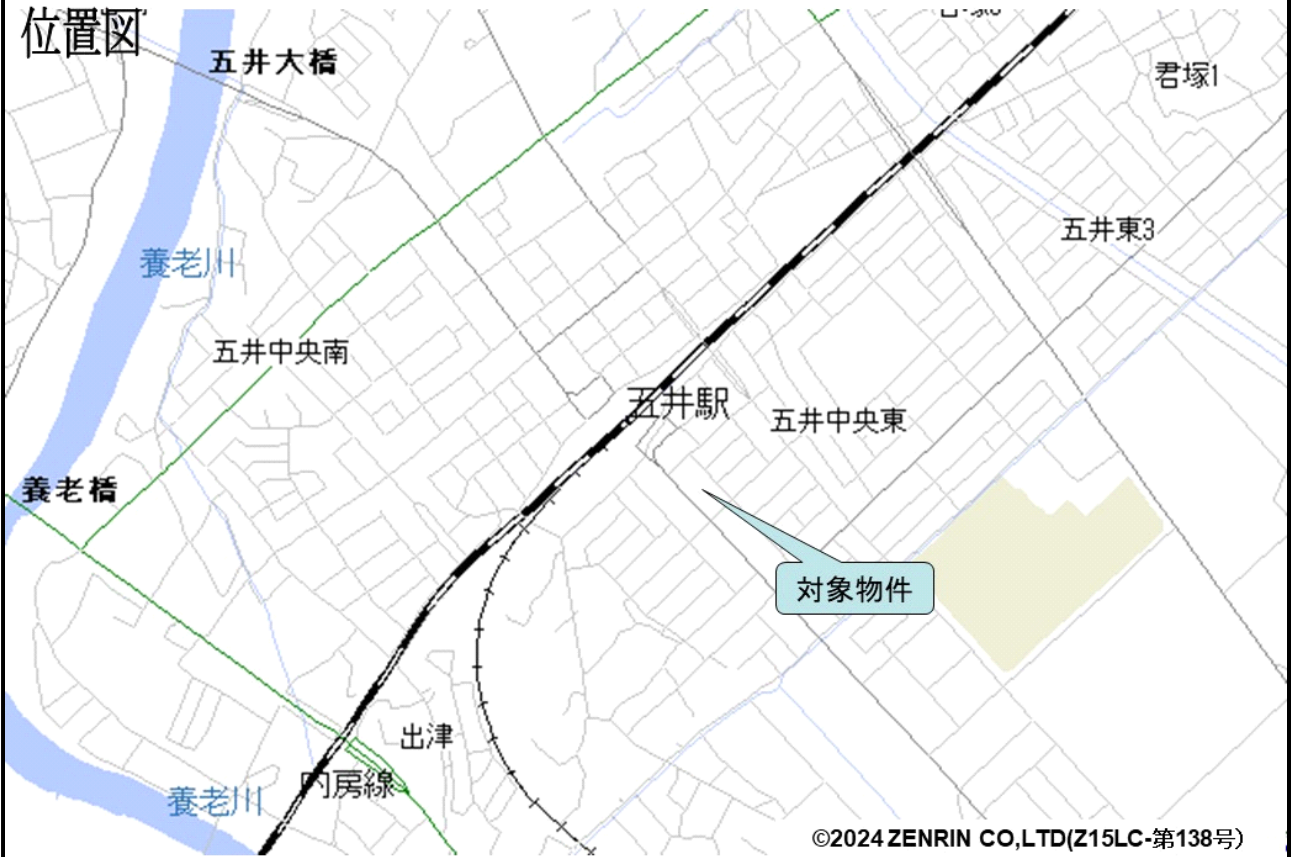 位置図
五井大橋
君塚1
五井東3
養老川
五井中央南
五井駅
五井中央東
養老橋
対象物件
出津
内房線
養老川
©2024 ZENRIN CO,LTD(Z15LC-第138号)